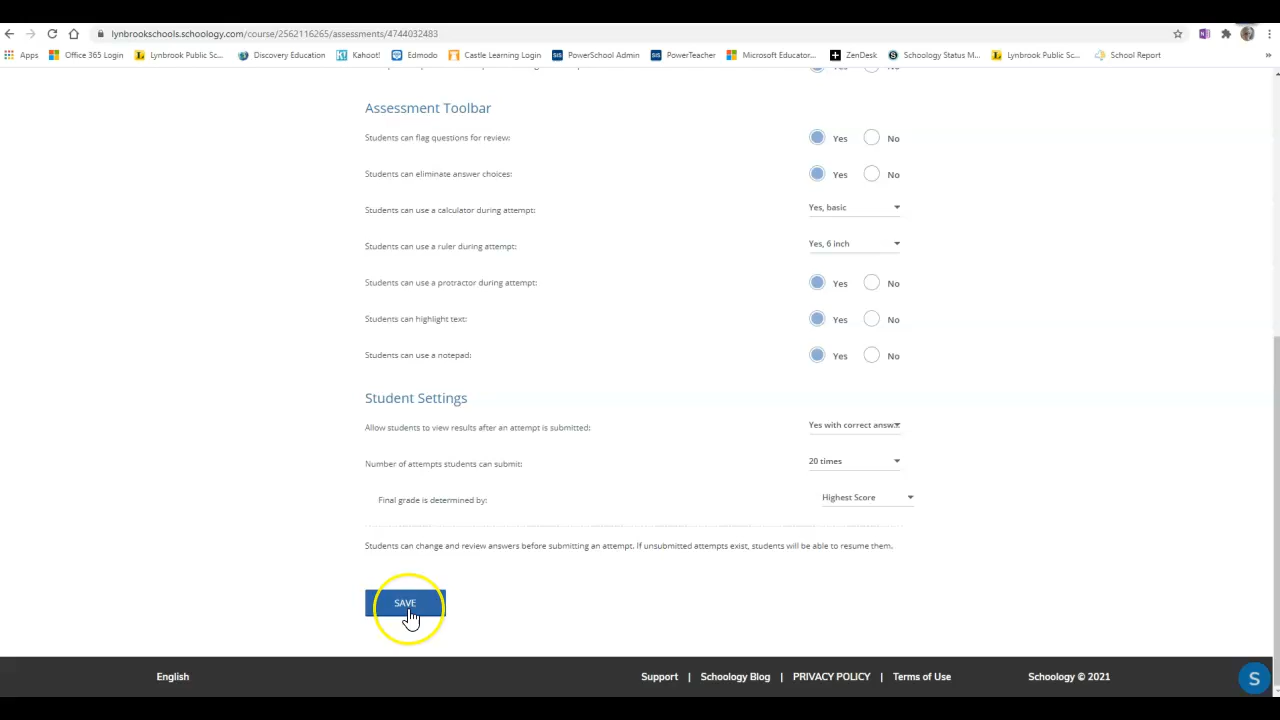 lynbrookschools.schoology.com/course/2562116265/assessments/4744032483
Apps Office 365 Login Lynbrook Public Sc... Discovery Education Kahoot! Edmodo Castle Learning Login SIS PowerSchool Admin SIS PowerTeacher Microsoft Educator... ZenDesk Schoology Status M... Lynbrook Public Sc... School Report »
Yes No
Assessment Toolbar
Students can flag questions for review: Yes No
Students can eliminate answer choices: Yes No
Students can use a calculator during attempt: Yes, basic
Students can use a ruler during attempt: Yes, 6 inch
Students can use a protractor during attempt: Yes No
Students can highlight text: Yes No
Students can use a notepad: Yes No
Student Settings
Allow students to view results after an attempt is submitted: Yes with correct answ
Number of attempts students can submit: 20 times
Final grade is determined by: Highest Score
Students can change and review answers before submitting an attempt. If unsubmitted attempts exist, students will be able to resume them.
SAVE
English Support | Schoology Blog | PRIVACY POLICY | Terms of Use Schoology © 2021 S